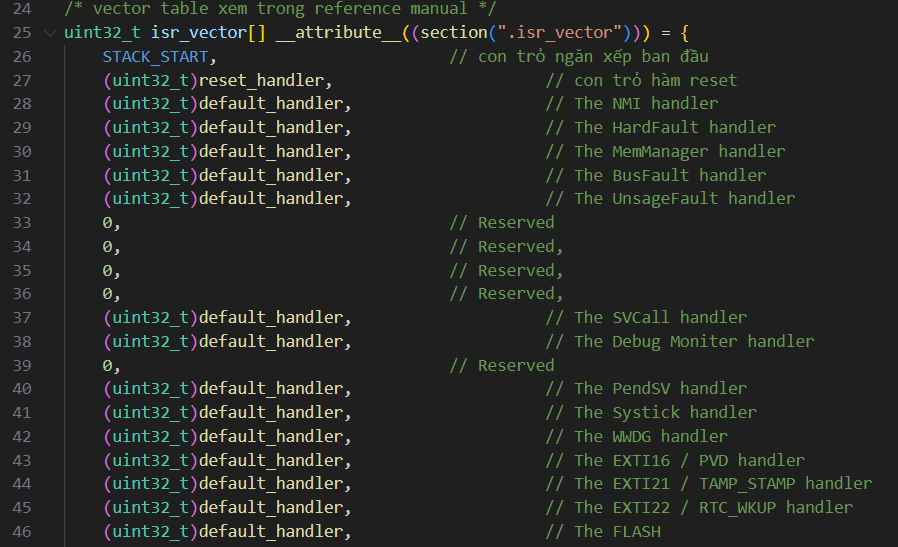 24 /* vector table xem trong reference manual */
25 uint32_t isr_vector[] __attribute__((section(".isr_vector"))) = {
26 STACK_START, // con trỏ ngăn xếp ban đầu
27 (uint32_t)reset_handler, // con trỏ hàm reset
28 (uint32_t)default_handler, // The NMI handler
29 (uint32_t)default_handler, // The HardFault handler
30 (uint32_t)default_handler, // The MemManager handler
31 (uint32_t)default_handler, // The BusFault handler
32 (uint32_t)default_handler, // The UnsageFault handler
33 0, // Reserved
34 0, // Reserved,
35 0, // Reserved,
36 0, // Reserved,
37 (uint32_t)default_handler, // The SVCall handler
38 (uint32_t)default_handler, // The Debug Moniter handler
39 0, // Reserved
40 (uint32_t)default_handler, // The PendSV handler
41 (uint32_t)default_handler, // The Systick handler
42 (uint32_t)default_handler, // The WWDG handler
43 (uint32_t)default_handler, // The EXTI16 / PVD handler
44 (uint32_t)default_handler, // The EXTI21 / TAMP_STAMP handler
45 (uint32_t)default_handler, // The EXTI22 / RTC_WKUP handler
46 (uint32_t)default_handler, // The FLASH